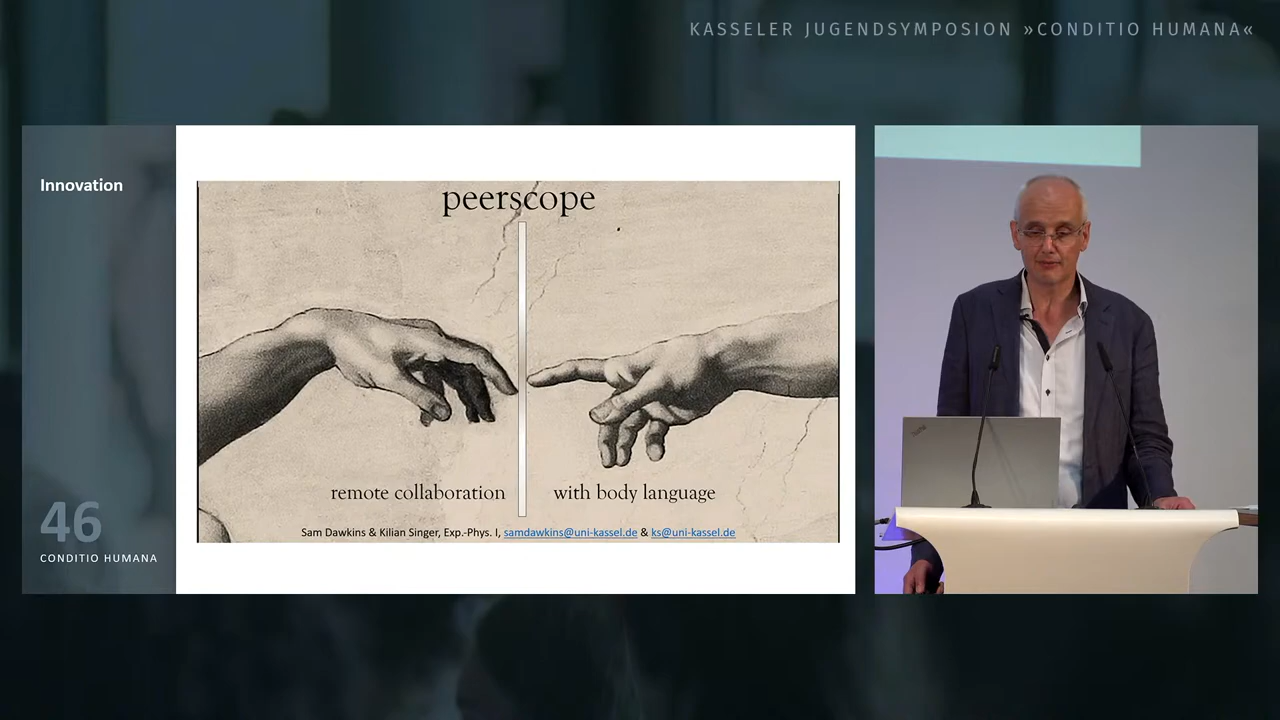 KASSELER JUGENDSYMPOSION »CONDITIO HUMANA«
Innovation
46
CONDITIO HUMANA
peerscope
remote collaboration
with body language
Sam Dawkins & Kilian Singer, Exp.-Phys. I, samdawkins@uni-kassel.de & ks@uni-kassel.de
ThinkPad